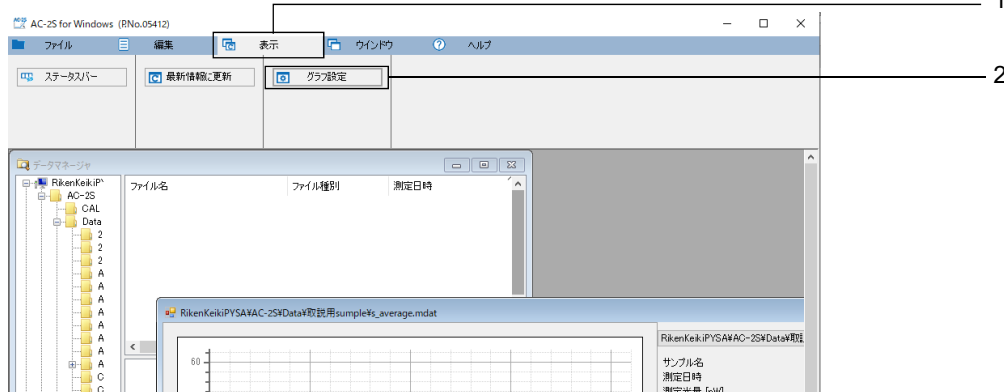 1
AC-2S for Windows (P.No.05412)
ファイル 編集 表示 ウインドウ ヘルプ
ステータスバー 最新情報に更新 グラフ設定
2
データマネージャ
RikenKeikiP
AC-2S
CAL
Data
2
2
2
A
A
A
A
A
A
A
A
C
C
ファイル名 ファイル種別 測定日時
RikenKeikiPYSA¥AC-2S¥Data¥取説用sumple¥s_average.mdat
60
RikenKeikiPYSA¥AC-2S¥Data¥取説
サンプル名
測定日時
測定光量 [nW]